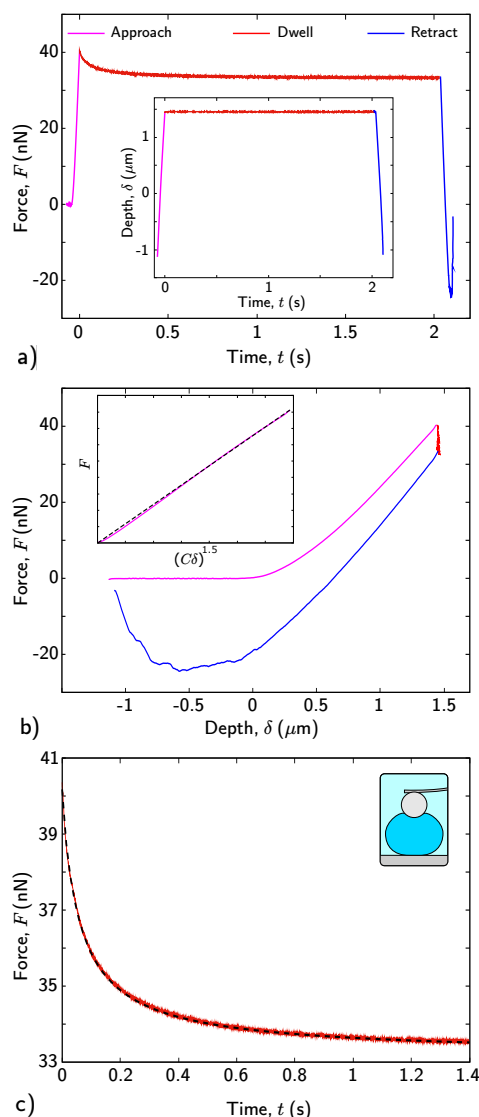 Approach Dwell Retract
40
20
0
-20
Force, F (nN)
1
0
-1
Depth, δ (μm)
0 1 2
Time, t (s)
0 0.5 1 1.5 2
Time, t (s)
a)
40
20
0
-20
Force, F (nN)
F
(Cδ)^1.5
-1 -0.5 0 0.5 1 1.5
Depth, δ (μm)
b)
41
39
37
35
33
Force, F (nN)
0 0.2 0.4 0.6 0.8 1 1.2 1.4
Time, t (s)
c)